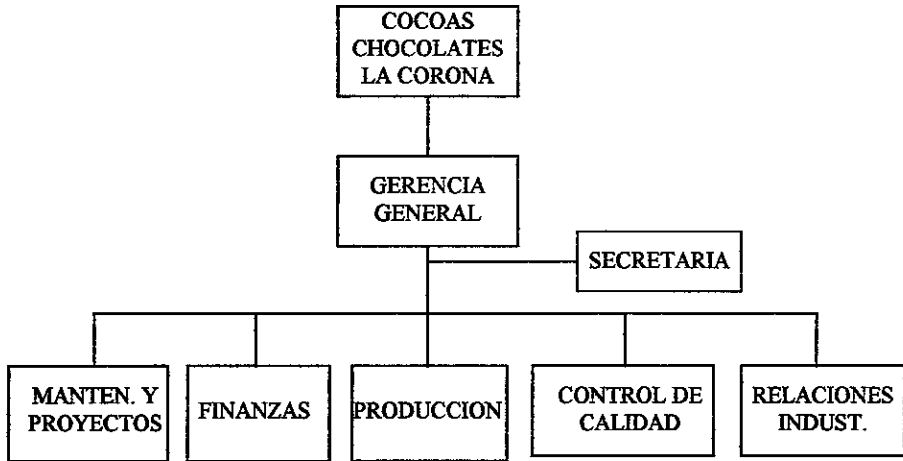 COCOAS
CHOCOLATES
LA CORONA
GERENCIA
GENERAL
SECRETARIA
MANTEN. Y
PROYECTOS
FINANZAS
PRODUCCION
CONTROL DE
CALIDAD
RELACIONES
INDUST.